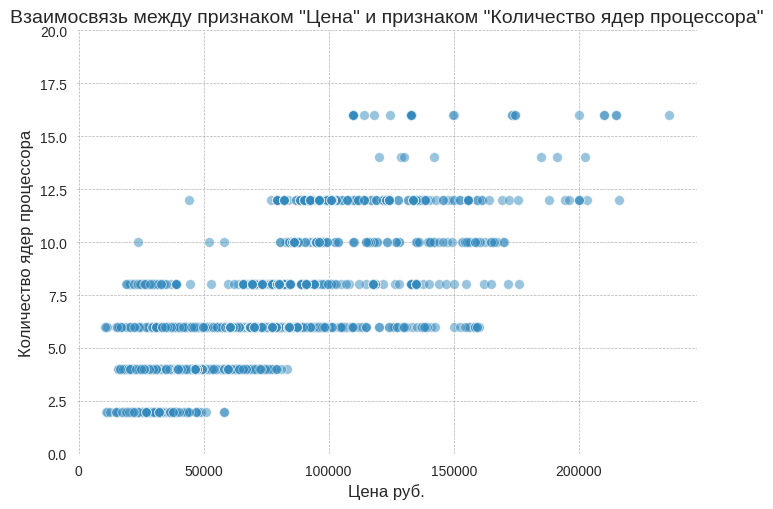 Взаимосвязь между признаком "Цена" и признаком "Количество ядер процессора"
20.0
17.5
15.0
12.5
10.0
7.5
5.0
2.5
0.0
Количество ядер процессора
0 50000 100000 150000 200000
Цена руб.